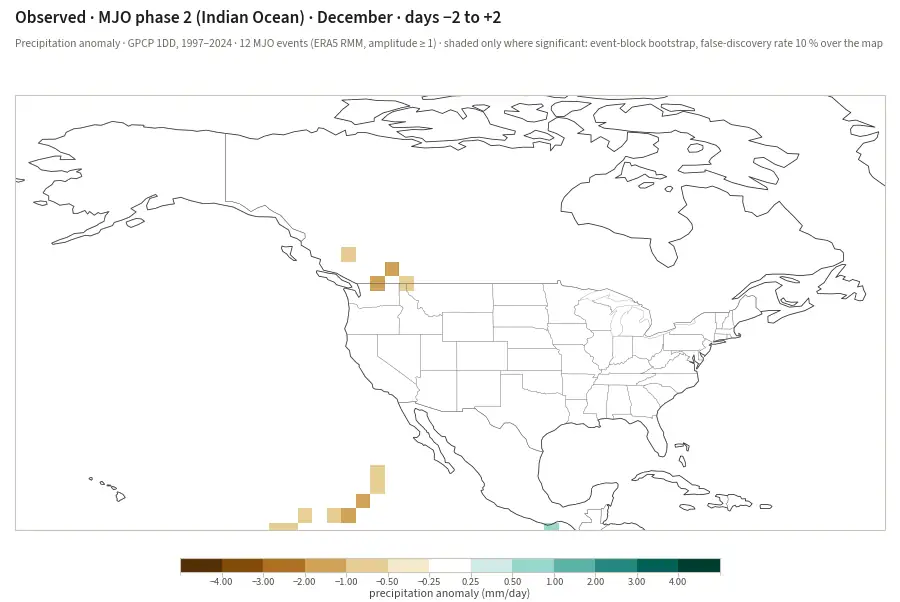 Observed · MJO phase 2 (Indian Ocean) · December · days −2 to +2
Precipitation anomaly · GPCP 1DD, 1997–2024 · 12 MJO events (ERA5 RMM, amplitude ≥ 1) · shaded only where significant: event-block bootstrap, false-discovery rate 10 % over the map
−4.00 −3.00 −2.00 −1.00 −0.50 −0.25 0.25 0.50 1.00 2.00 3.00 4.00
precipitation anomaly (mm/day)